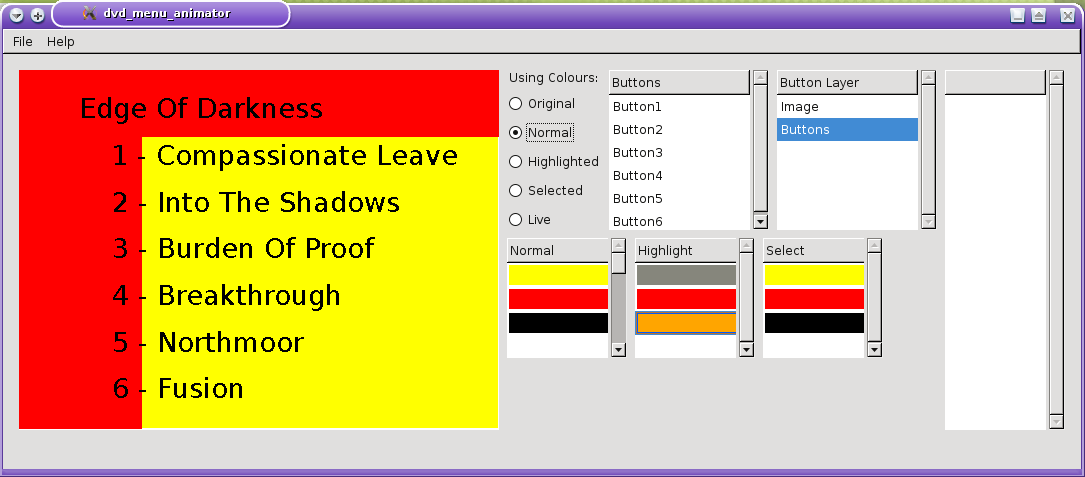 dvd_menu_animator
File Help
Edge Of Darkness
1 - Compassionate Leave
2 - Into The Shadows
3 - Burden Of Proof
4 - Breakthrough
5 - Northmoor
6 - Fusion
Using Colours:
Original
Normal
Highlighted
Selected
Live
Buttons
Button1
Button2
Button3
Button4
Button5
Button6
Button Layer
Image
Buttons
Normal
Highlight
Select